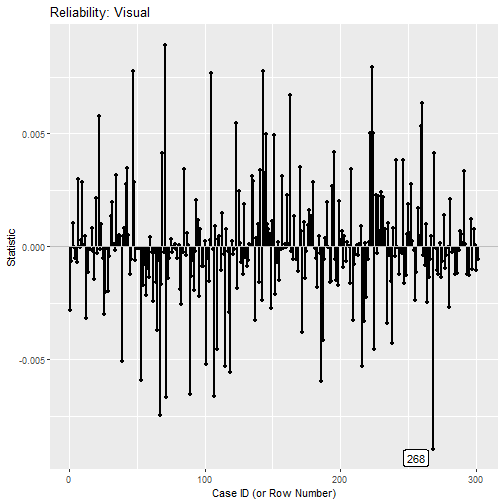 Reliability: Visual
0.005
0.000
-0.005
Statistic
268
0
100
200
300
Case ID (or Row Number)